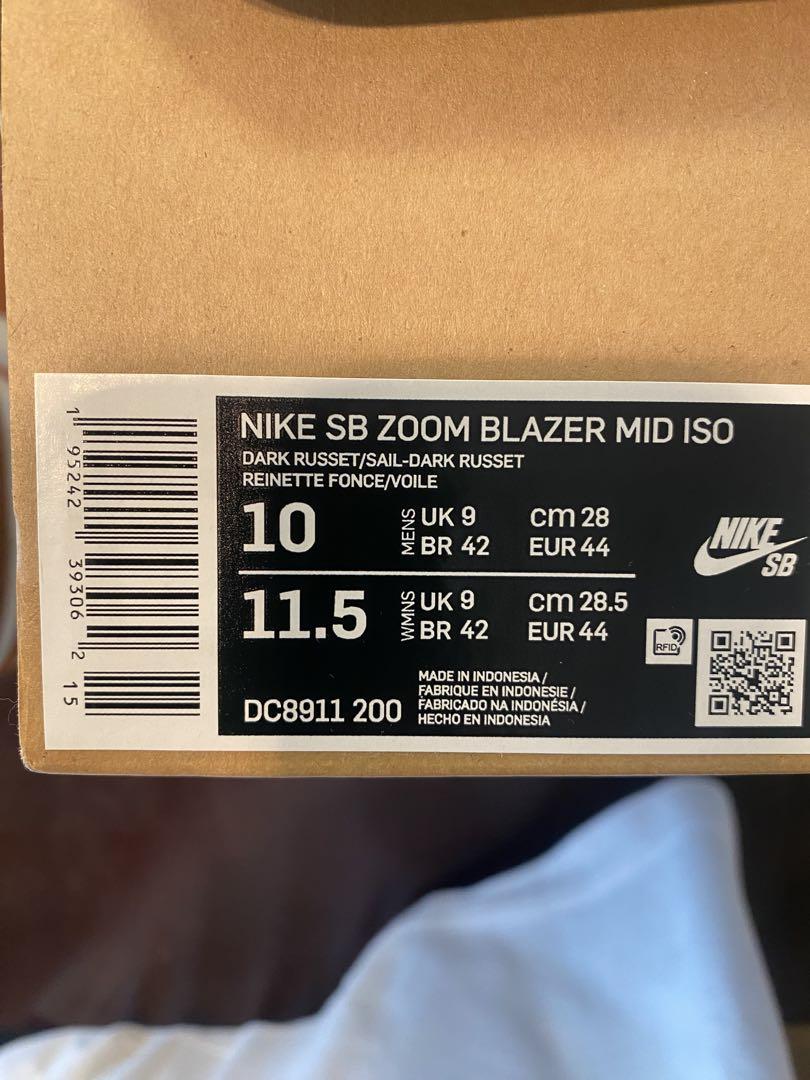 1 95242 39306 2 15
NIKE SB ZOOM BLAZER MID ISO
DARK RUSSET/SAIL-DARK RUSSET
REINETTE FONCE/VOILE
10 MENS UK 9 cm 28
BR 42 EUR 44
11.5 WMNS UK 9 cm 28.5
BR 42 EUR 44
NIKE
SB
RFID
DC8911 200
MADE IN INDONESIA /
FABRIQUE EN INDONESIE /
FABRICADO NA INDONÉSIA /
HECHO EN INDONESIA